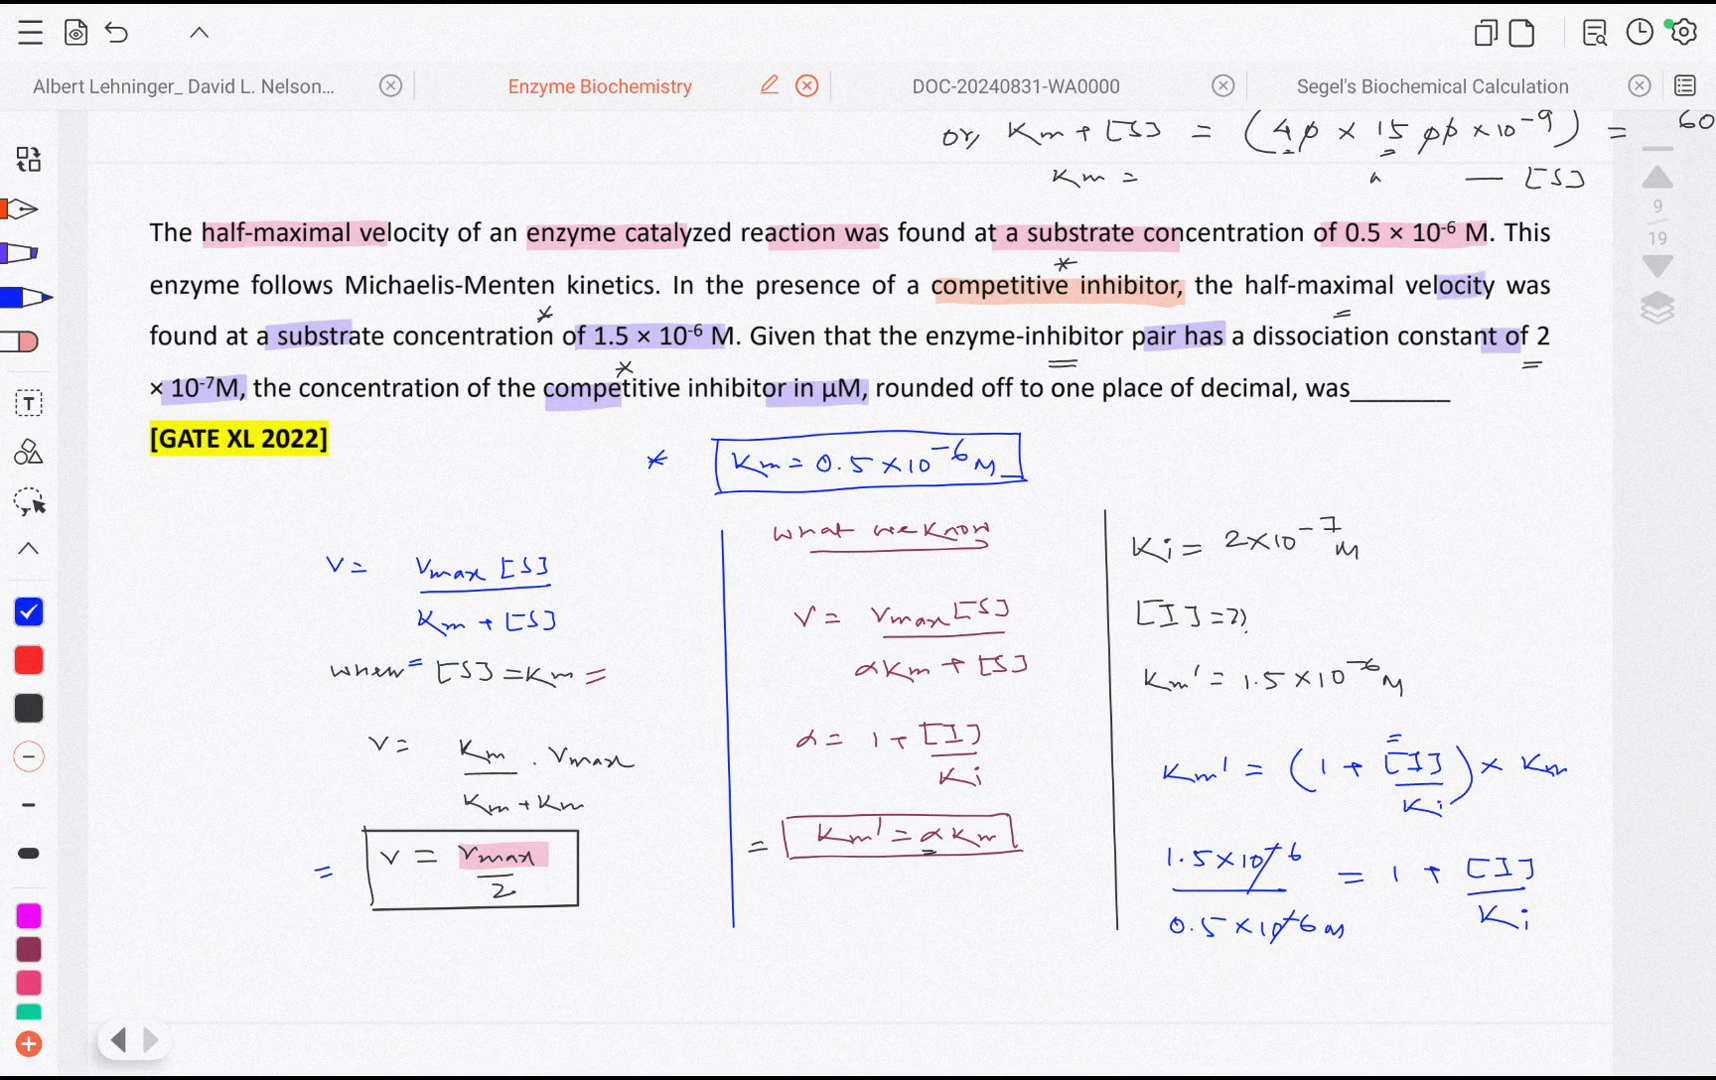 Albert Lehninger_ David L. Nelson... Enzyme Biochemistry DOC-20240831-WA0000 Segel's Biochemical Calculation
or, Km + [S] = (40 × 15 00 × 10⁻⁹) = 60
Km = — [S]
9
19
The half-maximal velocity of an enzyme catalyzed reaction was found at a substrate concentration of 0.5 × 10⁻⁶ M. This
enzyme follows Michaelis-Menten kinetics. In the presence of a competitive inhibitor, the half-maximal velocity was
found at a substrate concentration of 1.5 × 10⁻⁶ M. Given that the enzyme-inhibitor pair has a dissociation constant of 2
× 10⁻⁷M, the concentration of the competitive inhibitor in µM, rounded off to one place of decimal, was_______
[GATE XL 2022]
* Km = 0.5 × 10⁻⁶ M
V = Vmax [S]
Km + [S]
when = [S] = Km =
V = Km . Vmax
Km + Km
= V = Vmax
2
what we know
V = Vmax [S]
αKm + [S]
α = 1 + [I]
Ki
= Km' = αKm
Ki = 2×10⁻⁷ M
[I] = ?
Km' = 1.5 × 10⁻⁶ M
Km' = (1 + [I]) × Km
Ki
1.5 × 10⁻⁶ = 1 + [I]
0.5 × 10⁻⁶ M Ki
T